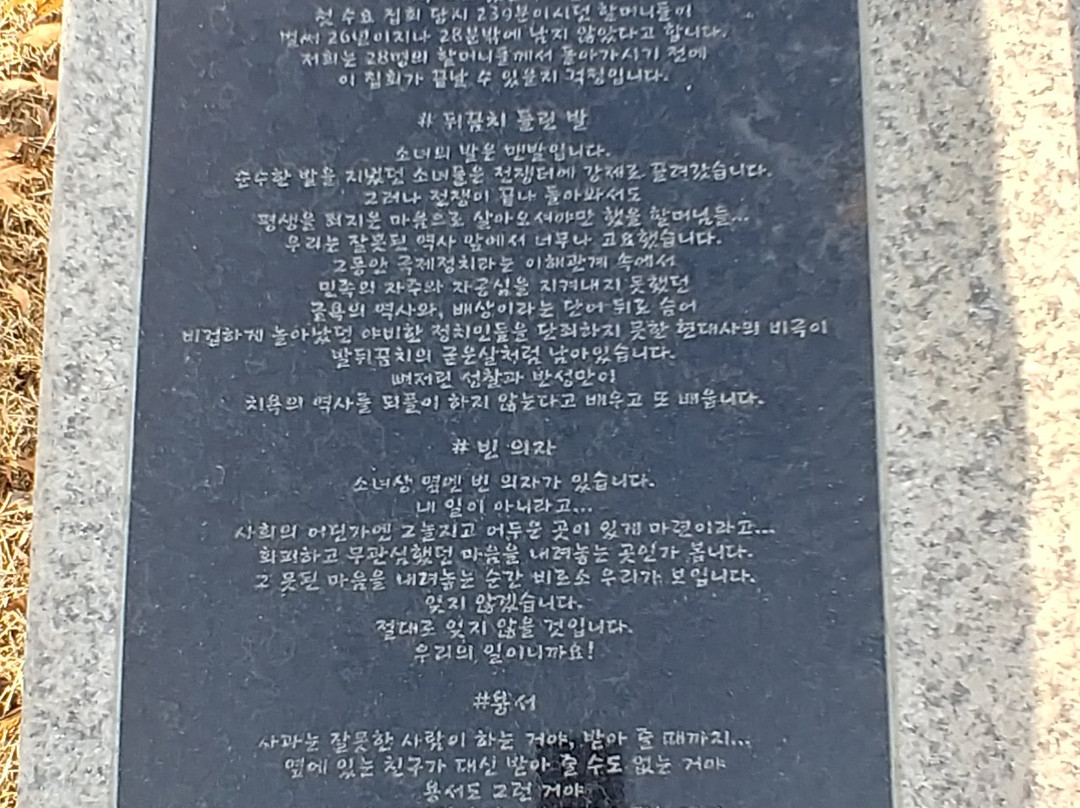 첫 수요 집회 당시 239분이시던 할머니들이
벌써 26년이지나 28분밖에 남지 않았다고 합니다.
저희는 28명의 할머니들께서 돌아가시기 전에
이 집회가 끝날 수 있을지 걱정입니다.
# 뒤꿈치 들린 발
소녀의 발은 맨발입니다.
순수한 발을 지녔던 소녀들은 전쟁터에 강제로 끌려갔습니다.
그러나 전쟁이 끝나 돌아와서도
평생을 죄지은 마음으로 살아오셔야만 했을 할머님들...
우리는 잘못된 역사 앞에서 너무나 고요했습니다.
그동안 국제정치라는 이해관계 속에서
민족의 자주와 자긍심을 지켜내지 못했던
굴욕의 역사와, 배상이라는 단어 뒤로 숨어
비겁하게 놀아났던 야비한 정치인들을 단죄하지 못한 현대사의 비극이
발뒤꿈치의 굳은살처럼 남아있습니다.
뼈저린 성찰과 반성만이
치욕의 역사를 되풀이 하지 않는다고 배우고 또 배웁니다.
# 빈 의자
소녀상 옆엔 빈 의자가 있습니다.
내 일이 아니라고...
사회의 어딘가엔 그늘지고 어두운 곳이 있게 마련이라고...
회피하고 무관심했던 마음을 내려놓는 곳인가 봅니다.
그 못된 마음을 내려놓는 순간 비로소 우리가 보입니다.
잊지 않겠습니다.
절대로 잊지 않을 것입니다.
우리의 일이니까요!
#용서
사과는 잘못한 사람이 하는 거야, 받아 줄 때까지...
옆에 있는 친구가 대신 받아 줄 수도 없는 거야
용서도 그런 거야